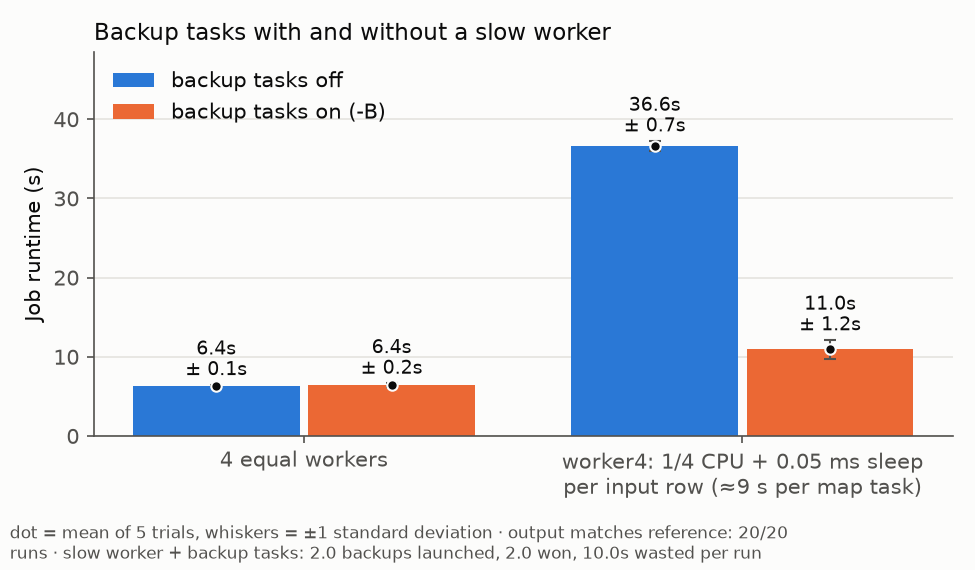 Backup tasks with and without a slow worker
backup tasks off
backup tasks on (-B)
Job runtime (s)
40
30
20
10
0
6.4s
± 0.1s
6.4s
± 0.2s
36.6s
± 0.7s
11.0s
± 1.2s
4 equal workers
worker4: 1/4 CPU + 0.05 ms sleep
per input row (≈9 s per map task)
dot = mean of 5 trials, whiskers = ±1 standard deviation · output matches reference: 20/20
runs · slow worker + backup tasks: 2.0 backups launched, 2.0 won, 10.0s wasted per run